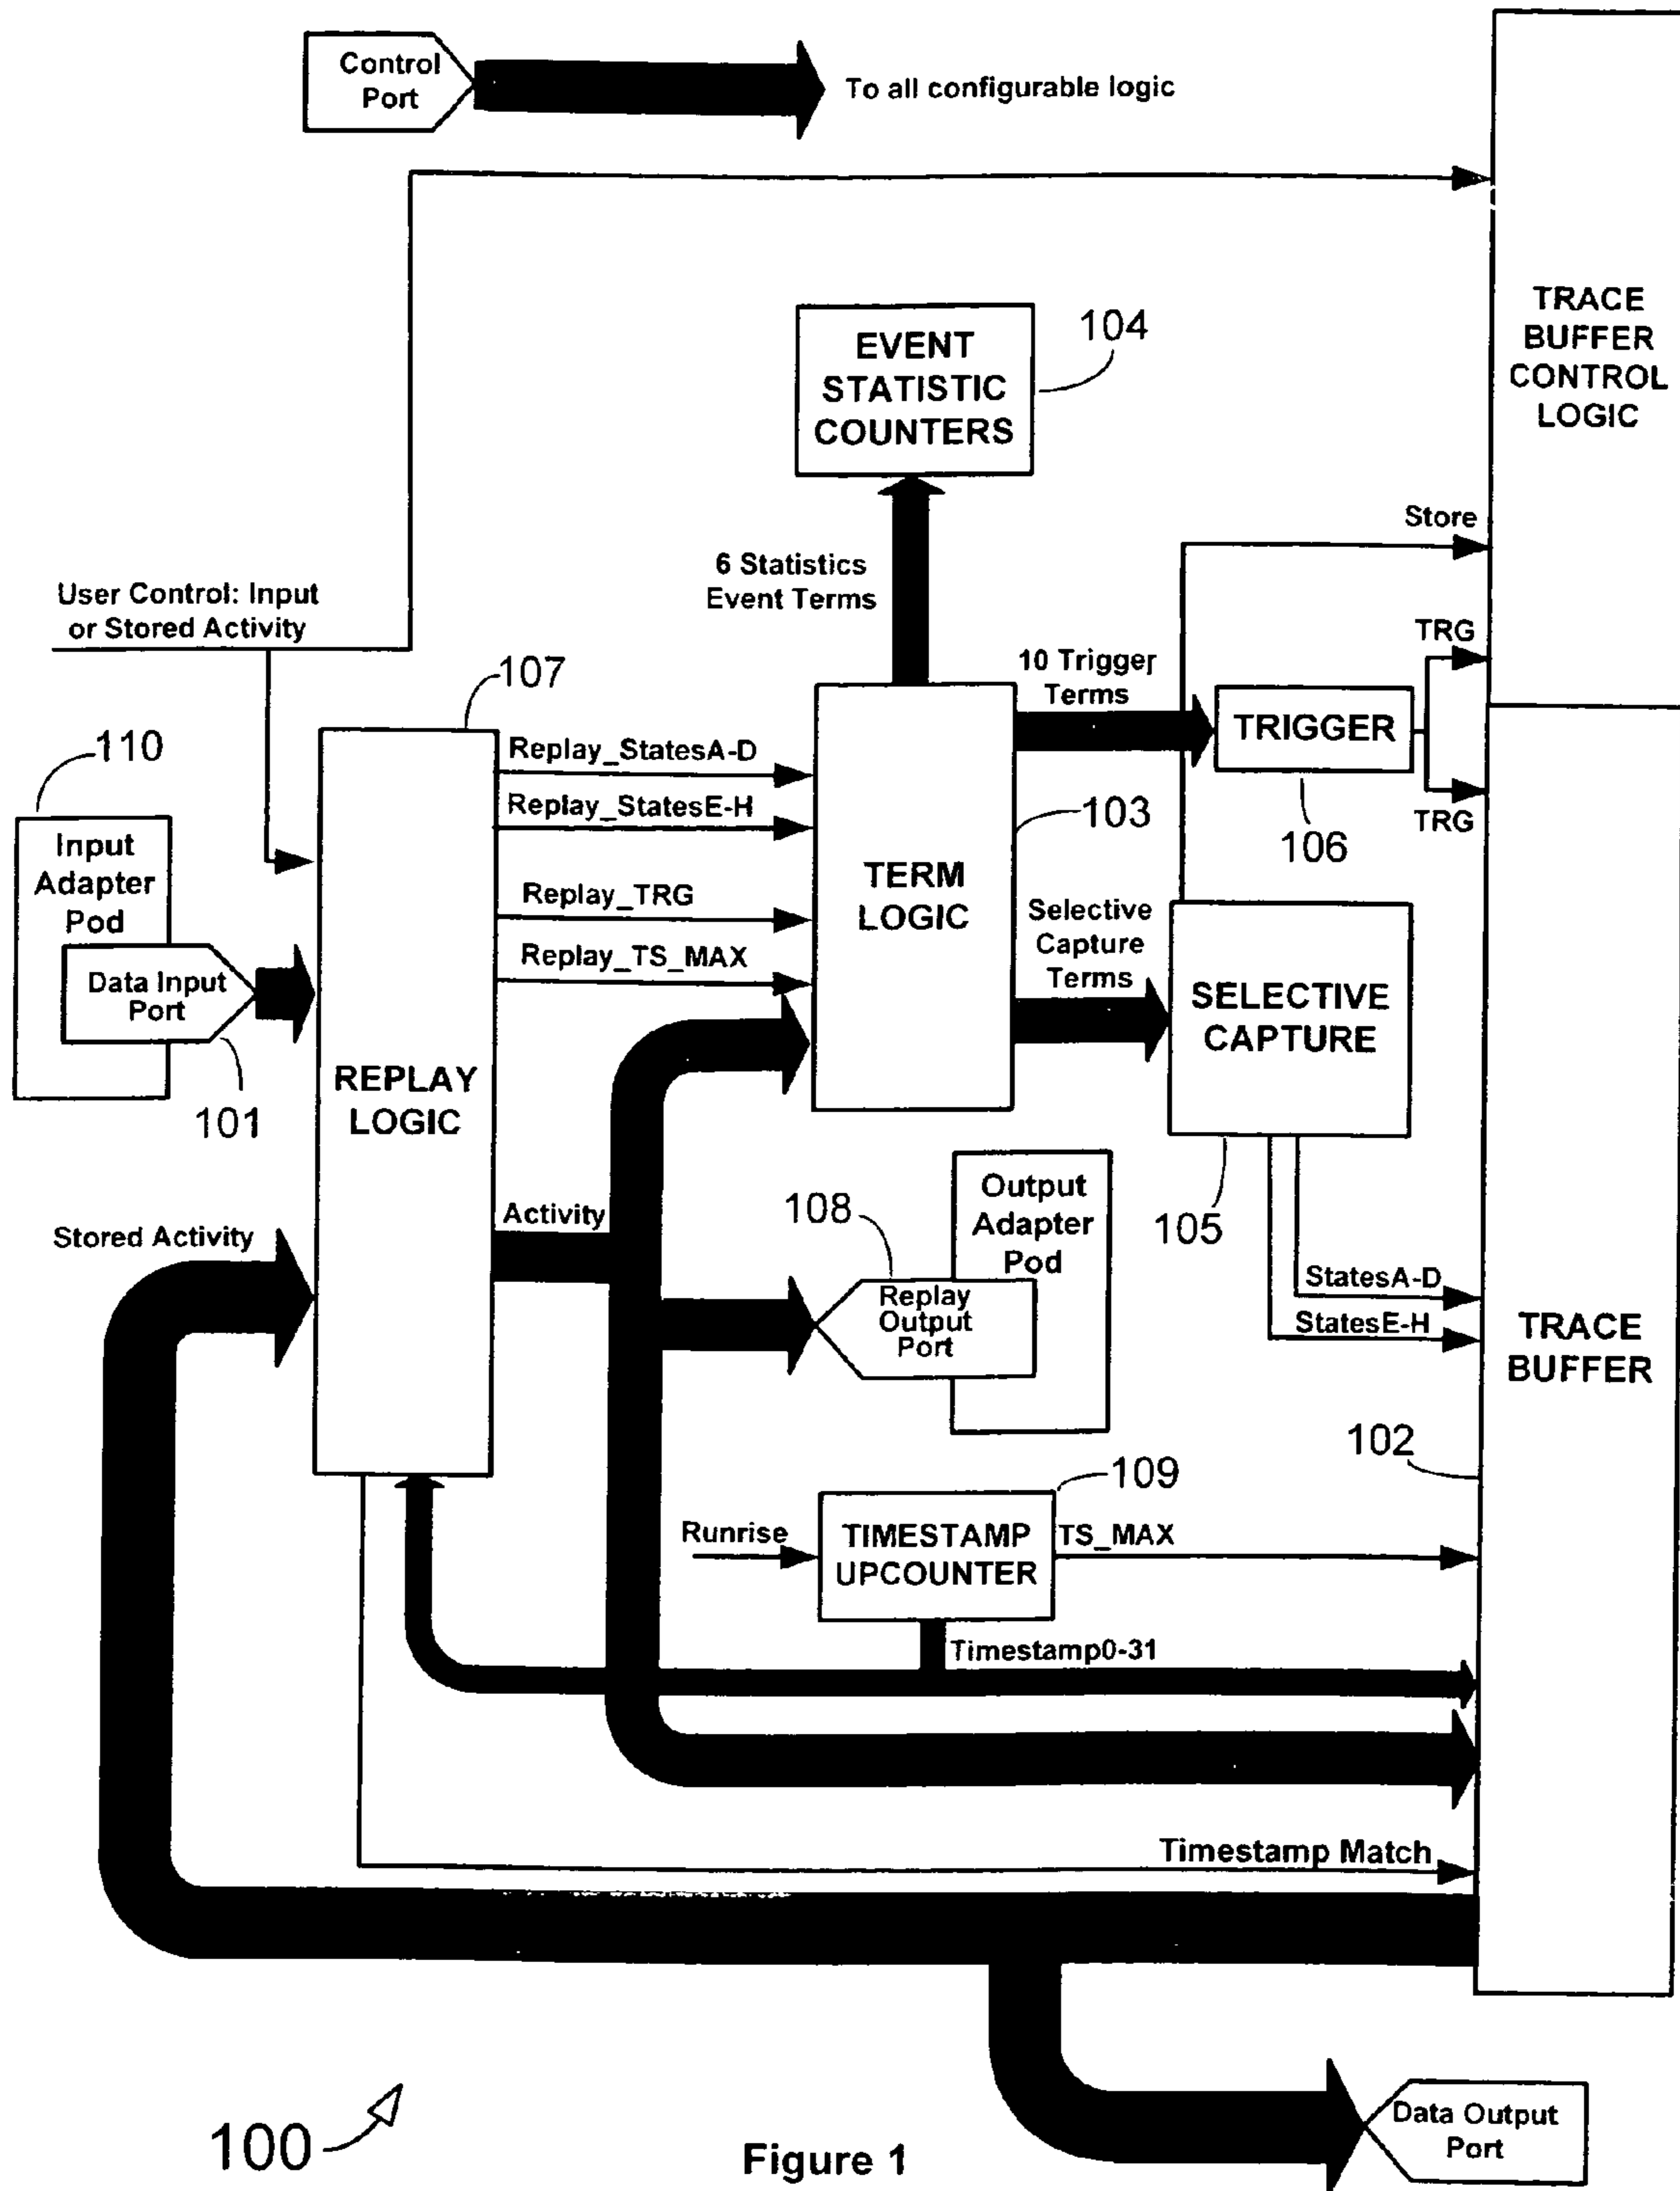 Control
Port
To all configurable logic
TRACE
BUFFER
CONTROL
LOGIC
EVENT
STATISTIC
COUNTERS
104
6 Statistics
Event Terms
Store
User Control: Input
or Stored Activity
TRG
10 Trigger
Terms
TRIGGER
106
TRG
107
110
Input
Adapter
Pod
Data Input
Port
101
REPLAY
LOGIC
Replay_StatesA-D
Replay_StatesE-H
Replay_TRG
Replay_TS_MAX
TERM
LOGIC
103
Selective
Capture
Terms
SELECTIVE
CAPTURE
105
Stored Activity
Activity
108
Output
Adapter
Pod
Replay
Output
Port
StatesA-D
StatesE-H
TRACE
BUFFER
102
109
Runrise
TIMESTAMP
UPCOUNTER
TS_MAX
Timestamp0-31
Timestamp Match
Data Output
Port
100
Figure 1